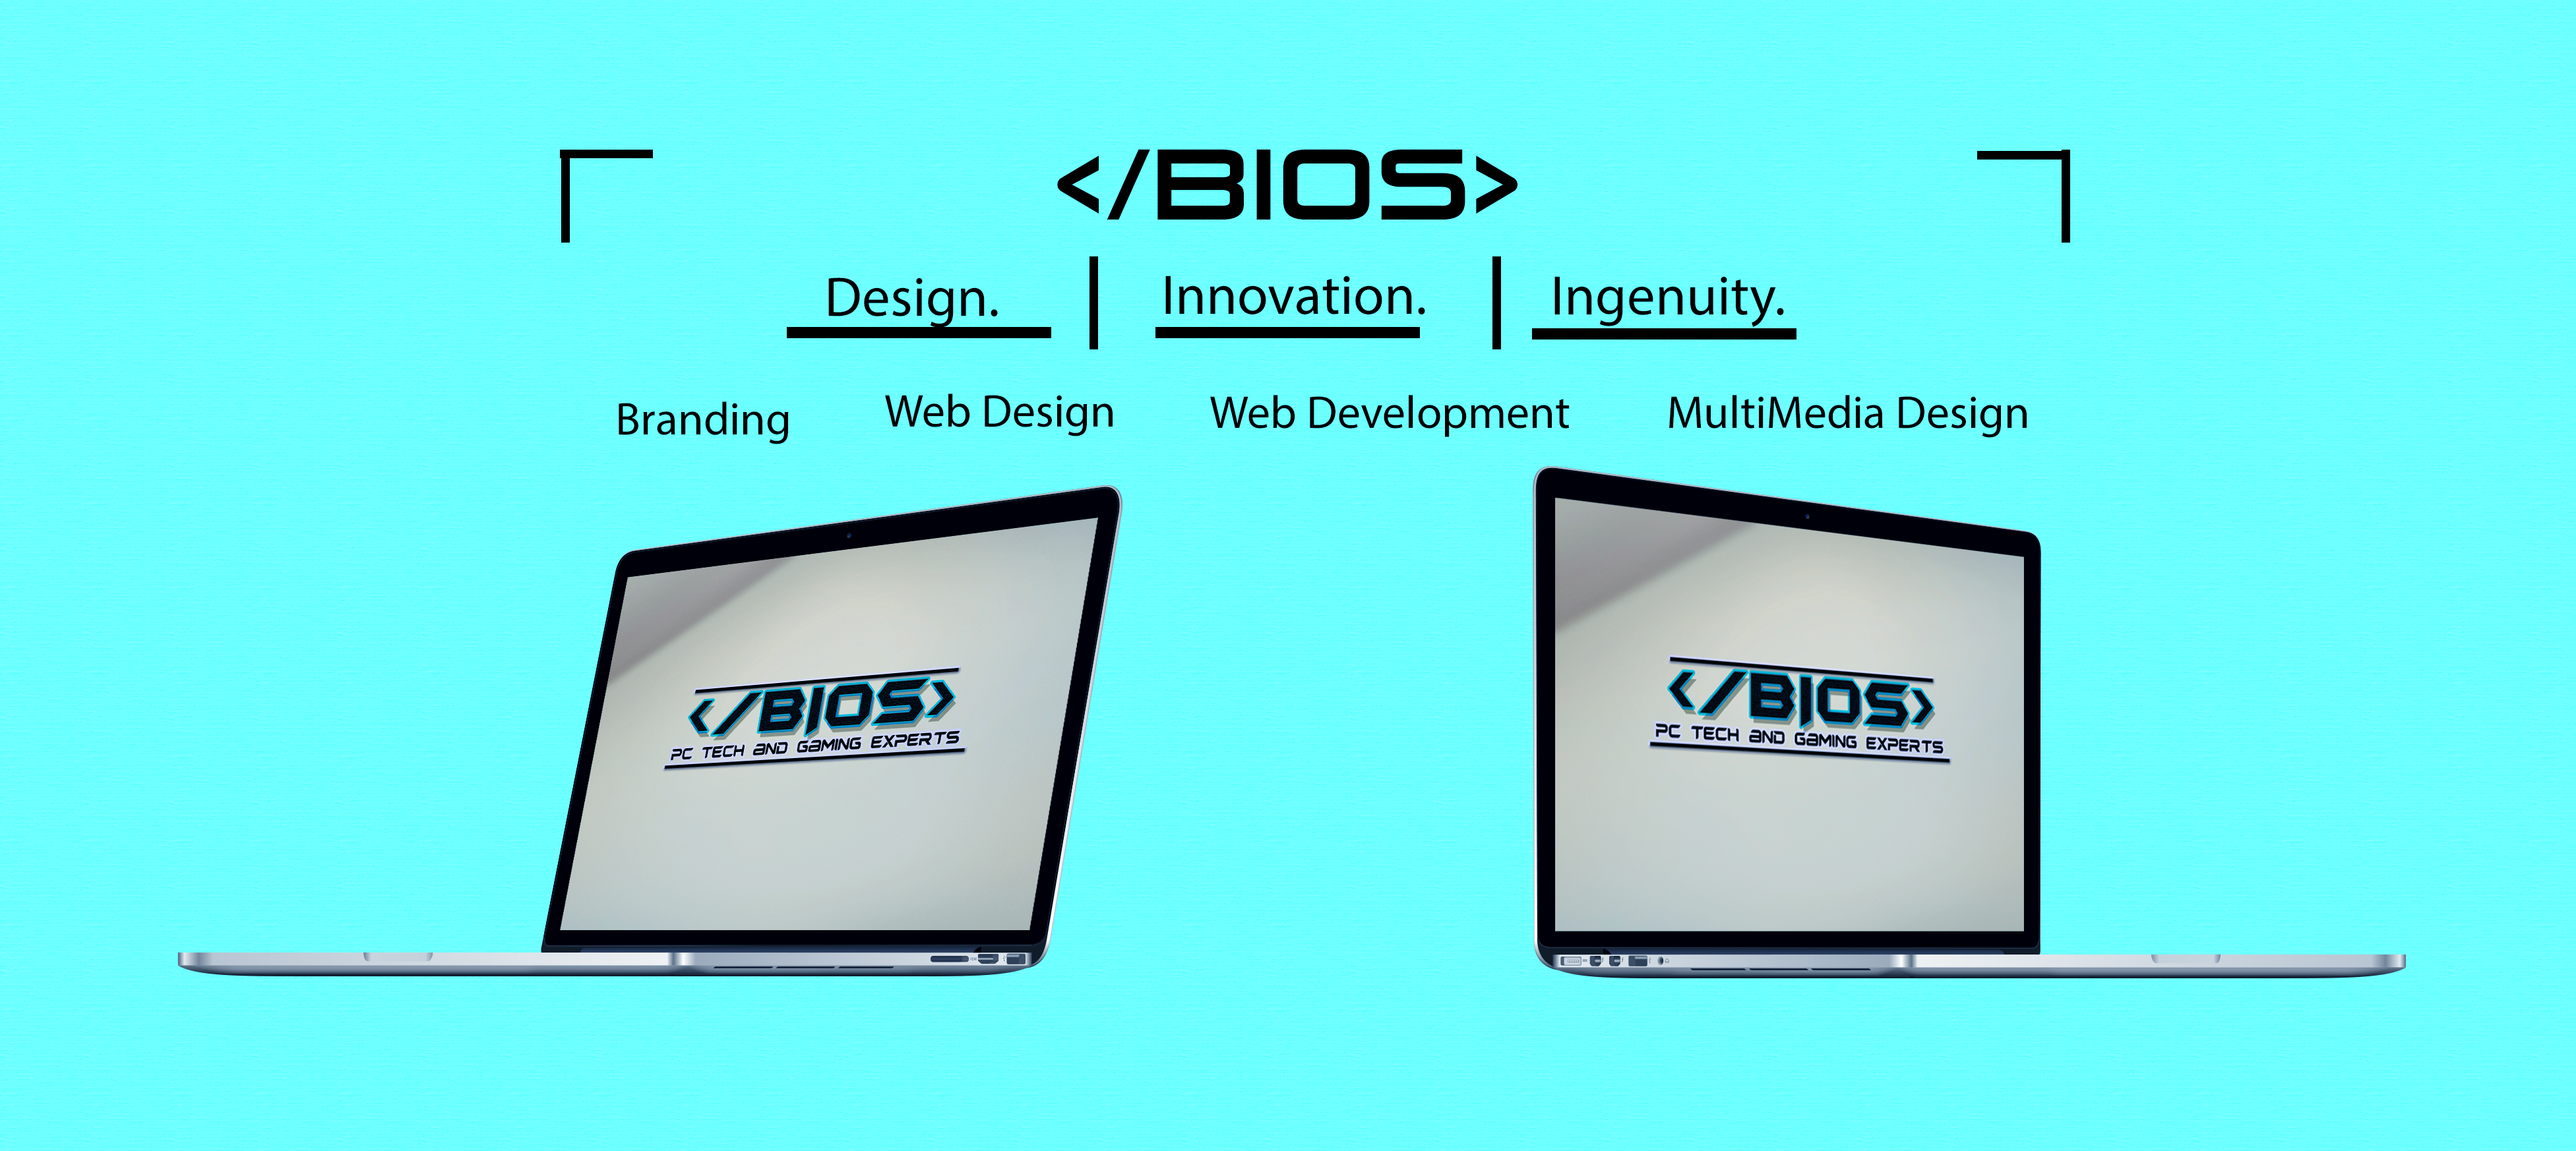 </BIOS>
Design. Innovation. Ingenuity.
Branding Web Design Web Development MultiMedia Design
</BIOS>
PC TECH AND GAMING EXPERTS
</BIOS>
PC TECH AND GAMING EXPERTS